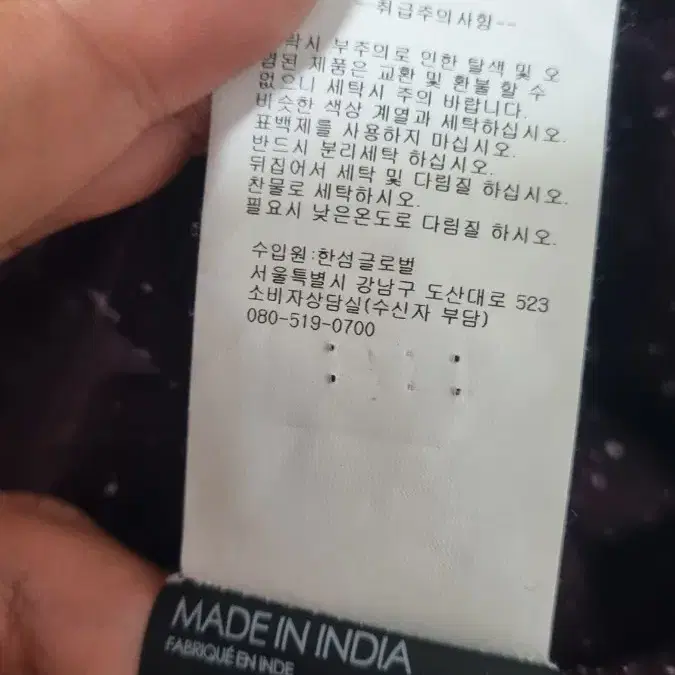 --취급주의사항--
세탁시 부주의로 인한 탈색 및 오
염된 제품은 교환 및 환불 할 수
없으니 세탁시 주의 바랍니다.
비슷한 색상 계열과 세탁하십시오.
표백제를 사용하지 마십시오.
반드시 분리세탁 하십시오.
뒤집어서 세탁 및 다림질 하십시오.
찬물로 세탁하시오.
필요시 낮은온도로 다림질 하시오.
수입원:한섬글로벌
서울특별시 강남구 도산대로 523
소비자상담실(수신자 부담)
080-519-0700
MADE IN INDIA
FABRIQUÉ EN INDE